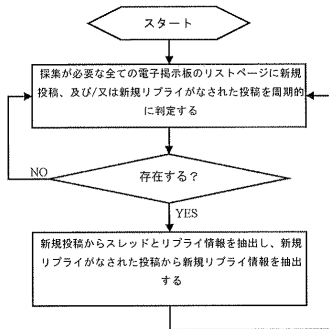 スタート
採集が必要な全ての電子掲示板のリストページに新規
投稿、及び/又は新規リプライがなされた投稿を周期的
に判定する
存在する？
NO
YES
新規投稿からスレッドとリプライ情報を抽出し、新規
リプライがなされた投稿から新規リプライ情報を抽出
する